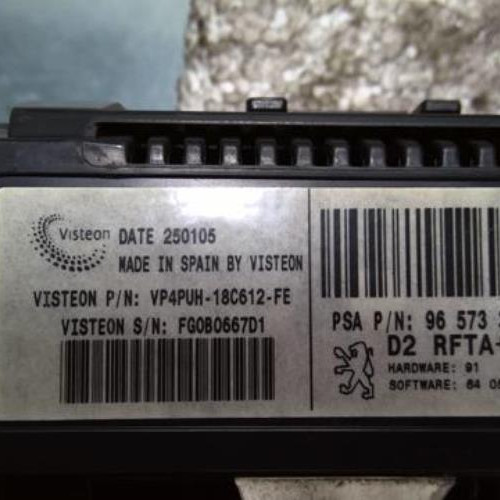 Visteon
DATE 250105
MADE IN SPAIN BY VISTEON
VISTEON P/N: VP4PUH-18C612-FE
VISTEON S/N: FG0B0667D1
PSA P/N: 96 573
D2 RFTA-
HARDWARE: 91
SOFTWARE: 64